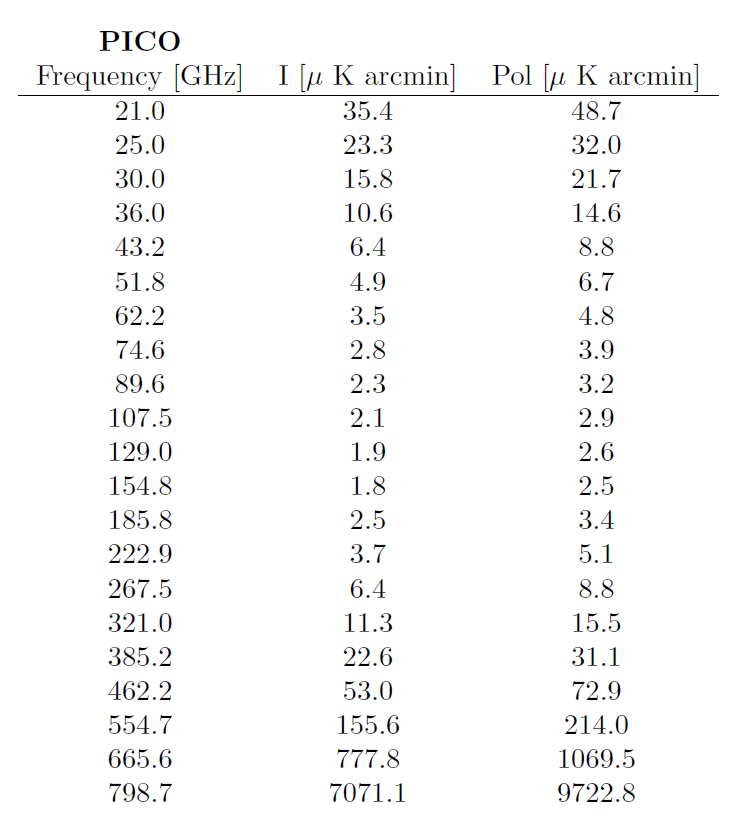 PICO
Frequency [GHz] I [μ K arcmin] Pol [μ K arcmin]
21.0 35.4 48.7
25.0 23.3 32.0
30.0 15.8 21.7
36.0 10.6 14.6
43.2 6.4 8.8
51.8 4.9 6.7
62.2 3.5 4.8
74.6 2.8 3.9
89.6 2.3 3.2
107.5 2.1 2.9
129.0 1.9 2.6
154.8 1.8 2.5
185.8 2.5 3.4
222.9 3.7 5.1
267.5 6.4 8.8
321.0 11.3 15.5
385.2 22.6 31.1
462.2 53.0 72.9
554.7 155.6 214.0
665.6 777.8 1069.5
798.7 7071.1 9722.8